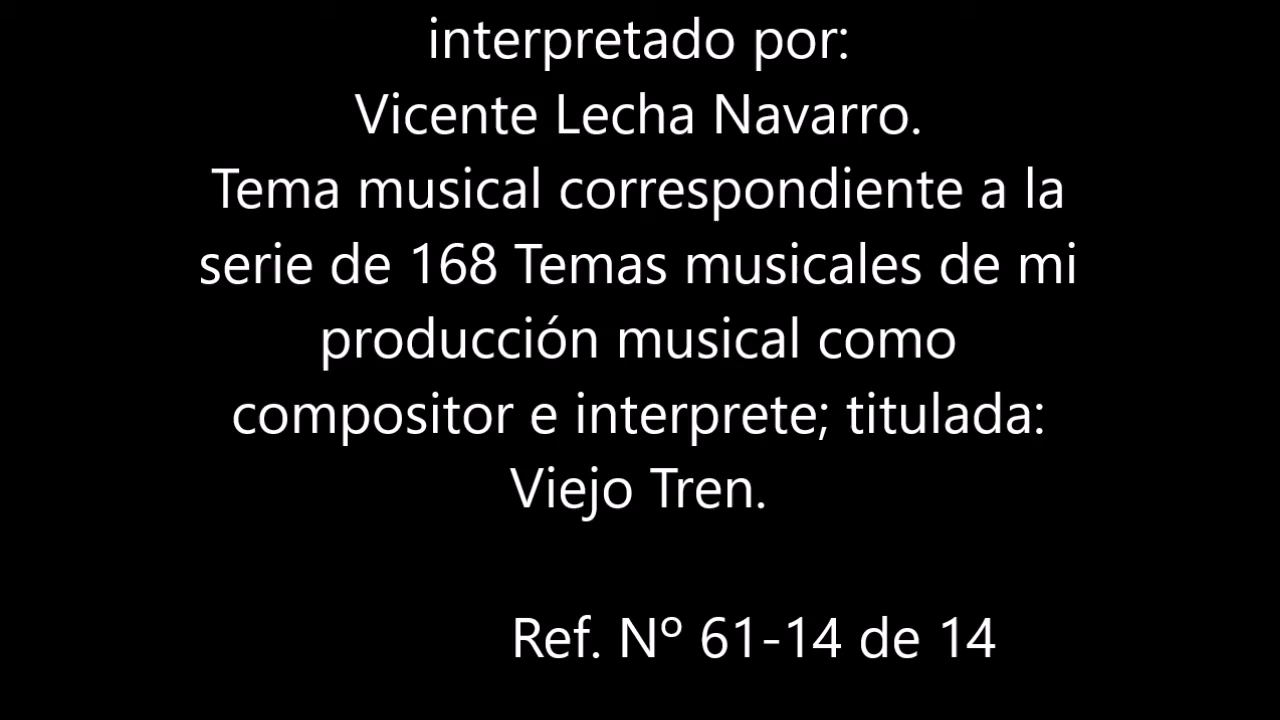 interpretado por:
Vicente Lecha Navarro.
Tema musical correspondiente a la
serie de 168 Temas musicales de mi
producción musical como
compositor e interprete; titulada:
Viejo Tren.
Ref. Nº 61-14 de 14